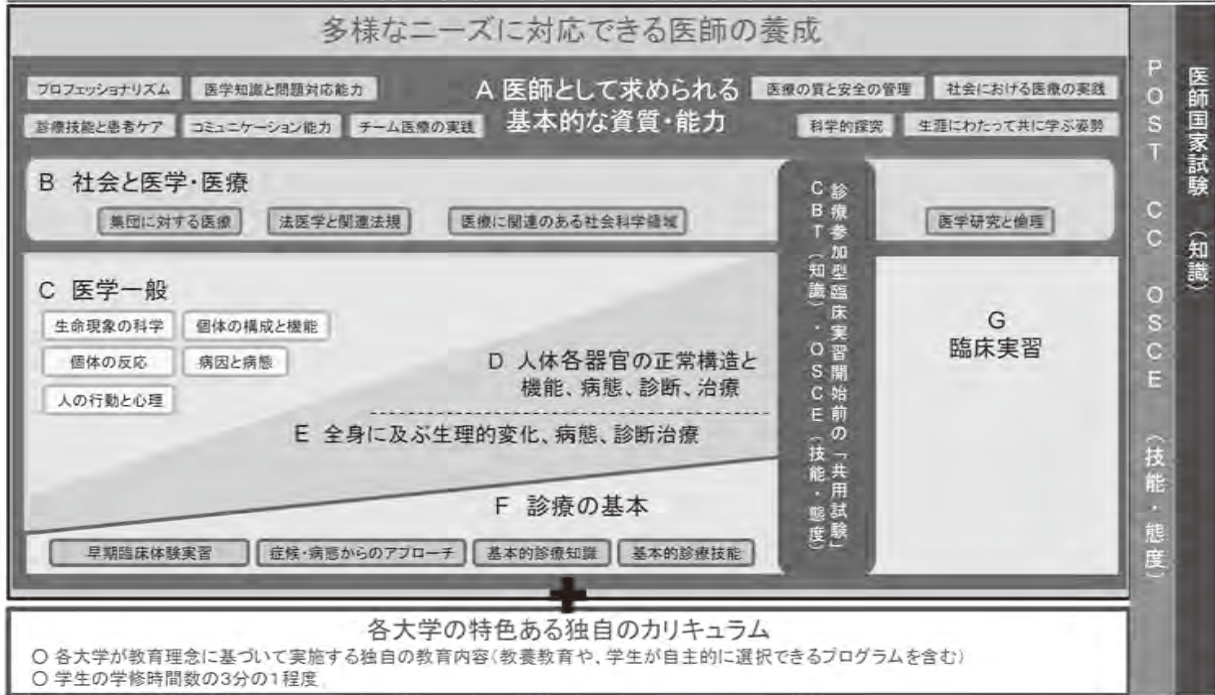 多様なニーズに対応できる医師の養成
プロフェッショナリズム
医学知識と問題対応能力
診療技能と患者ケア
コミュニケーション能力
チーム医療の実践
A 医師として求められる
基本的な資質・能力
医療の質と安全の管理
社会における医療の実践
科学的探究
生涯にわたって共に学ぶ姿勢
B 社会と医学・医療
集団に対する医療
法医学と関連法規
医療に関連のある社会科学領域
医学研究と倫理
C 医学一般
生命現象の科学
個体の構成と機能
個体の反応
病因と病態
人の行動と心理
D 人体各器官の正常構造と
機能、病態、診断、治療
E 全身に及ぶ生理的変化、病態、診断治療
F 診療の基本
早期臨床体験実習
症候・病態からのアプローチ
基本的診療知識
基本的診療技能
診療参加型臨床実習開始前の「共用試験」
CBT(知識)・OSCE(技能・態度)
G
臨床実習
POST CC OSCE (技能・態度)
医師国家試験 (知識)
各大学の特色ある独自のカリキュラム
○ 各大学が教育理念に基づいて実施する独自の教育内容(教養教育や、学生が自主的に選択できるプログラムを含む)
○ 学生の学修時間数の3分の1程度